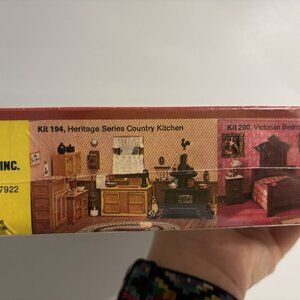 Kit 194, Heritage Series Country Kitchen
Kit 200, Victorian Bedro
INC.
7922